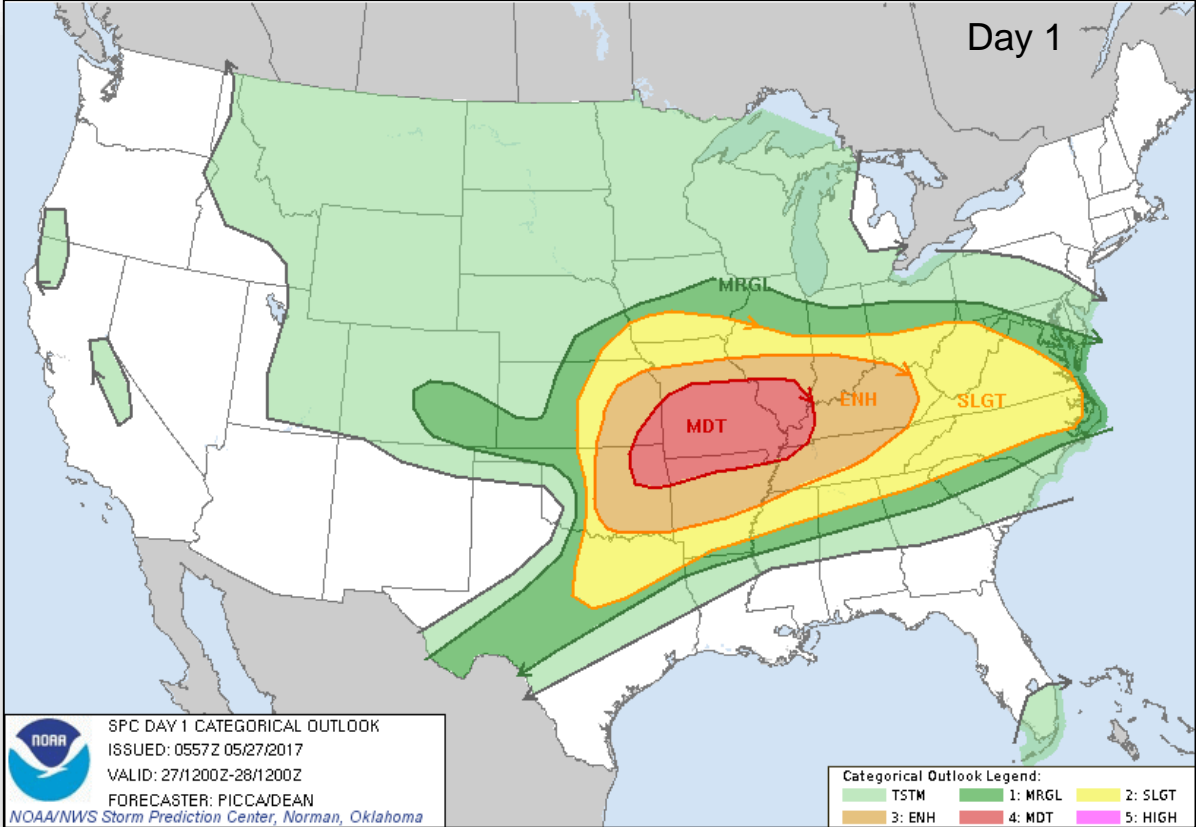 Day 1
MRGL
ENH
SLGT
MDT
NOAA
SPC DAY 1 CATEGORICAL OUTLOOK
ISSUED: 0557Z 05/27/2017
VALID: 27/1200Z-28/1200Z
FORECASTER: PICCA/DEAN
NOAA/NWS Storm Prediction Center, Norman, Oklahoma
Categorical Outlook Legend:
TSTM 1: MRGL 2: SLGT
3: ENH 4: MDT 5: HIGH